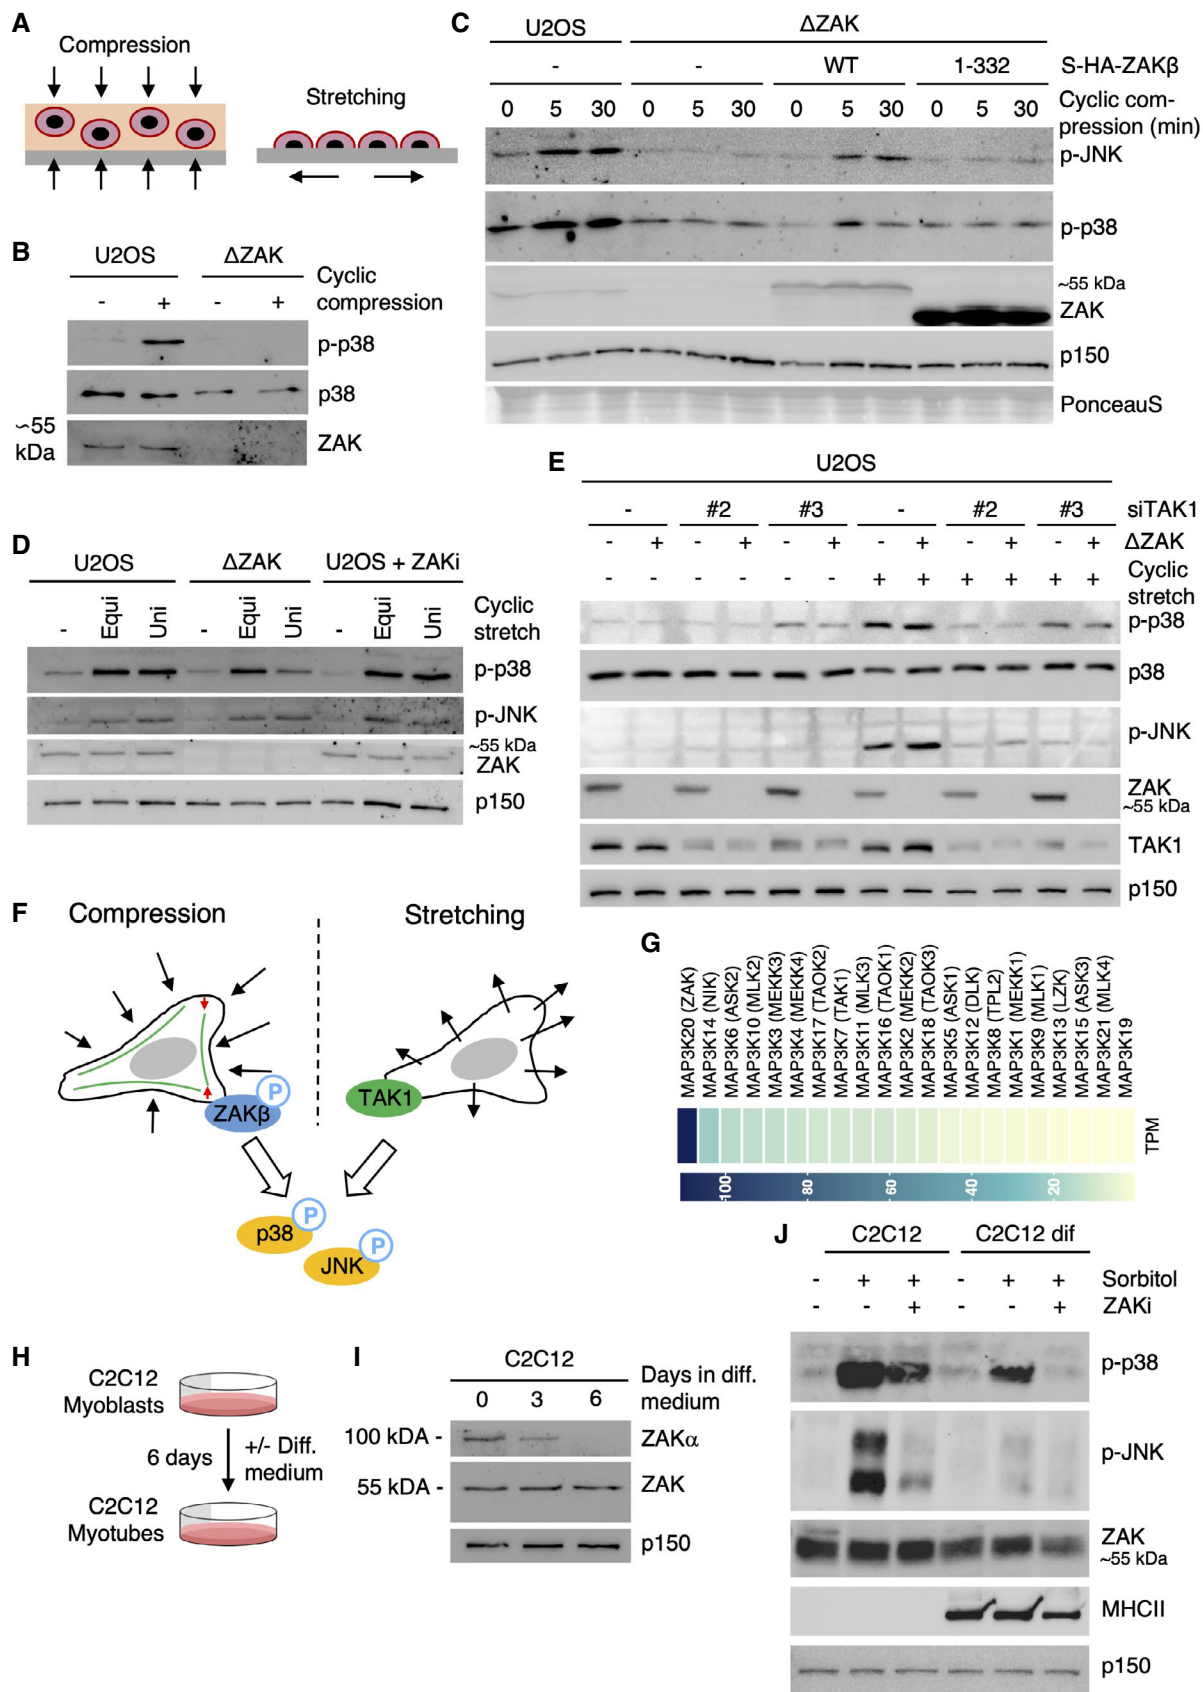 A
Compression
Stretching
B
U2OS ΔZAK
Cyclic
compression
- + - +
p-p38
p38
~55
kDa
ZAK
C
U2OS ΔZAK
- - WT 1-332 S-HA-ZAKβ
0 5 30 0 5 30 0 5 30 0 5 30 Cyclic com-
pression (min)
p-JNK
p-p38
~55 kDa
ZAK
p150
PonceauS
D
U2OS ΔZAK U2OS + ZAKi
- Equi Uni - Equi Uni - Equi Uni Cyclic
stretch
p-p38
p-JNK
~55 kDa
ZAK
p150
E
U2OS
- #2 #3 - #2 #3 siTAK1
- + - + - + - + - + - + ΔZAK
- - - - - - + + + + + + Cyclic
stretch
p-p38
p38
p-JNK
ZAK
~55 kDa
TAK1
p150
F
Compression
Stretching
ZAKβ
P
TAK1
p38
P
JNK
P
G
MAP3K20 (ZAK)
MAP3K14 (NIK)
MAP3K6 (ASK2)
MAP3K10 (MLK2)
MAP3K3 (MEKK3)
MAP3K4 (MEKK4)
MAP3K17 (TAOK2)
MAP3K7 (TAK1)
MAP3K11 (MLK3)
MAP3K16 (TAOK1)
MAP3K2 (MEKK2)
MAP3K18 (TAOK3)
MAP3K5 (ASK1)
MAP3K12 (DLK)
MAP3K8 (TPL2)
MAP3K1 (MEKK1)
MAP3K9 (MLK1)
MAP3K13 (LZK)
MAP3K15 (ASK3)
MAP3K21 (MLK4)
MAP3K19
TPM
100 80 60 40 20
H
C2C12
Myoblasts
6 days
+/- Diff.
medium
C2C12
Myotubes
I
C2C12
Days in diff.
medium
0 3 6
100 kDA -
ZAKα
55 kDA -
ZAK
p150
J
C2C12 C2C12 dif
- + + - + + Sorbitol
- - + - - + ZAKi
p-p38
p-JNK
ZAK
~55 kDa
MHCII
p150